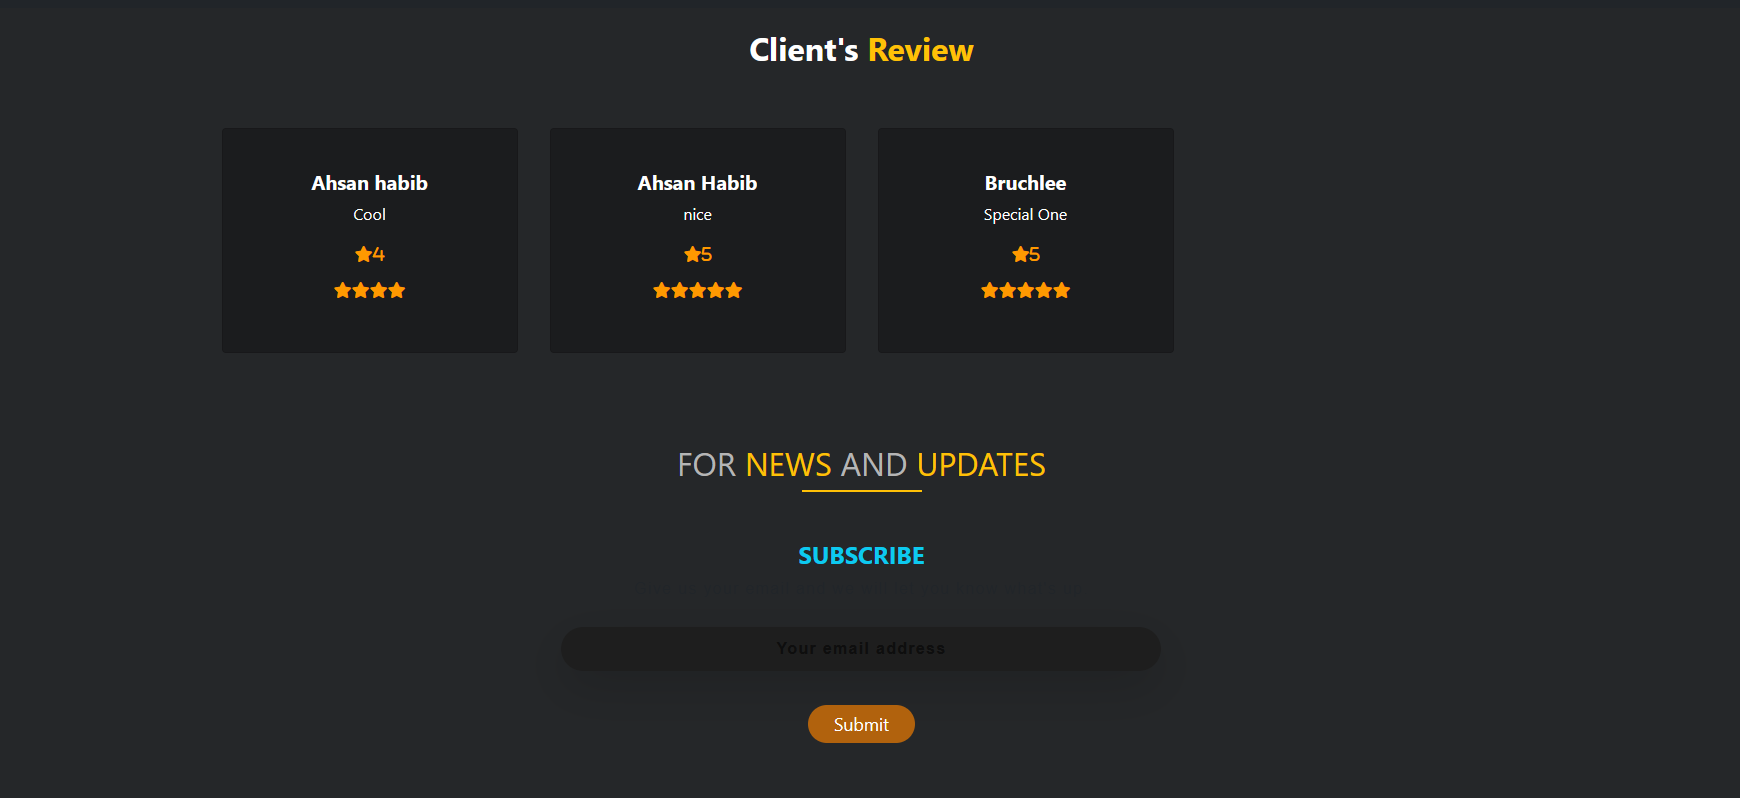 Client's Review
Ahsan habib
Cool
4
Ahsan Habib
nice
5
Bruchlee
Special One
5
FOR NEWS AND UPDATES
SUBSCRIBE
Your email address
Submit